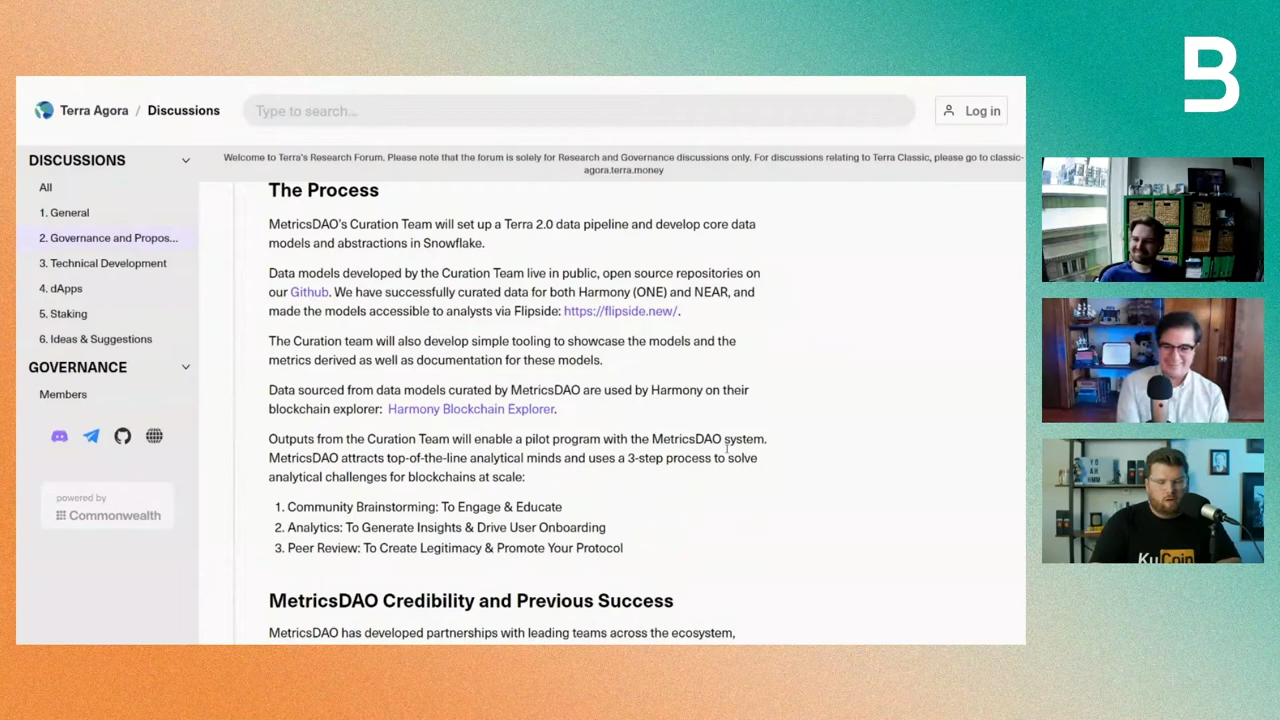 B
Terra Agora / Discussions
Type to search...
Log in
DISCUSSIONS
All
1. General
2. Governance and Propos...
3. Technical Development
4. dApps
5. Staking
6. Ideas & Suggestions
GOVERNANCE
Members
powered by
Commonwealth
Welcome to Terra's Research Forum. Please note that the forum is solely for Research and Governance discussions only. For discussions relating to Terra Classic, please go to classic-
agora.terra.money
The Process
MetricsDAO's Curation Team will set up a Terra 2.0 data pipeline and develop core data
models and abstractions in Snowflake.
Data models developed by the Curation Team live in public, open source repositories on
our Github. We have successfully curated data for both Harmony (ONE) and NEAR, and
made the models accessible to analysts via Flipside: https://flipside.new/.
The Curation team will also develop simple tooling to showcase the models and the
metrics derived as well as documentation for these models.
Data sourced from data models curated by MetricsDAO are used by Harmony on their
blockchain explorer: Harmony Blockchain Explorer.
Outputs from the Curation Team will enable a pilot program with the MetricsDAO system.
MetricsDAO attracts top-of-the-line analytical minds and uses a 3-step process to solve
analytical challenges for blockchains at scale:
1. Community Brainstorming: To Engage & Educate
2. Analytics: To Generate Insights & Drive User Onboarding
3. Peer Review: To Create Legitimacy & Promote Your Protocol
MetricsDAO Credibility and Previous Success
MetricsDAO has developed partnerships with leading teams across the ecosystem,
YO
AH
HMM
KuCoin